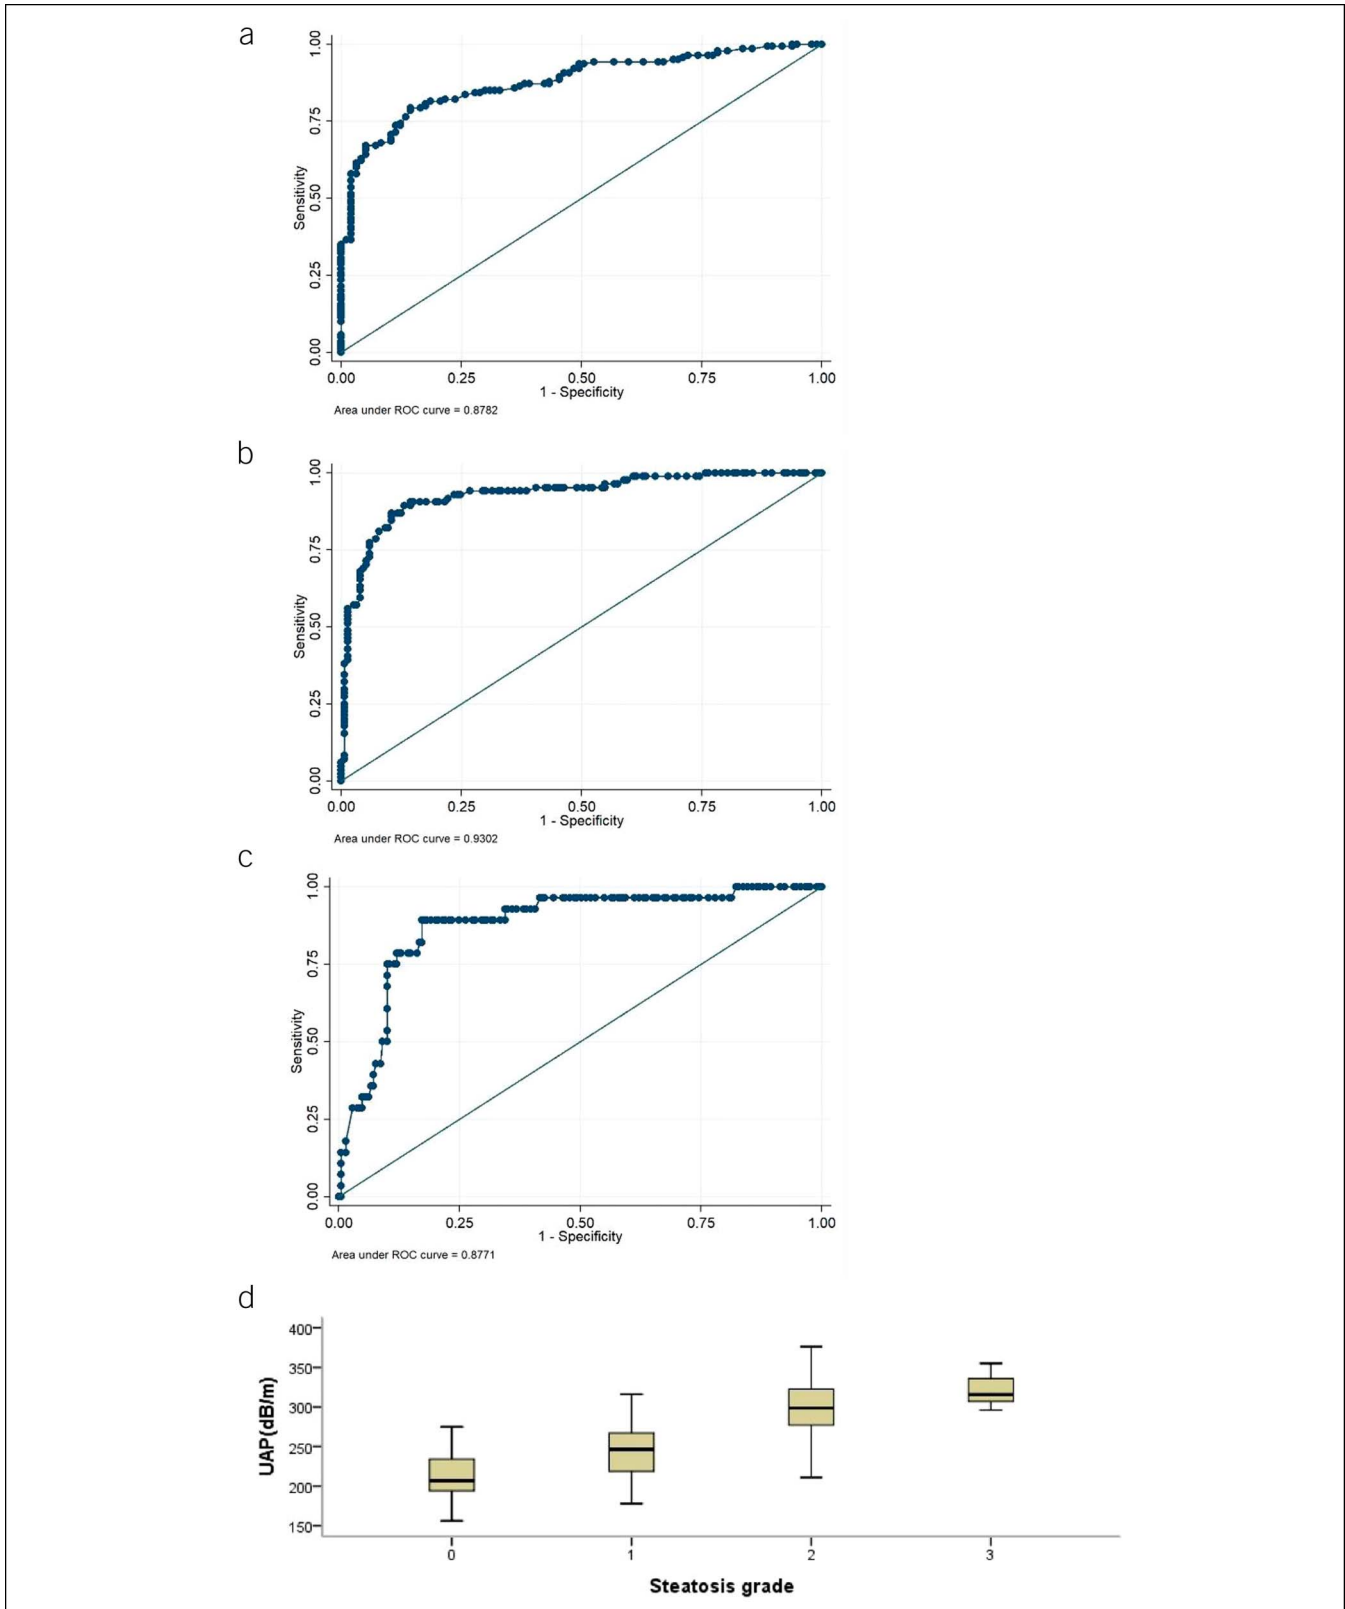 a
1.00
0.75
0.50
0.25
0.00
Sensitivity
0.00 0.25 0.50 0.75 1.00
1 - Specificity
Area under ROC curve = 0.8782
b
1.00
0.75
0.50
0.25
0.00
Sensitivity
0.00 0.25 0.50 0.75 1.00
1 - Specificity
Area under ROC curve = 0.9302
c
1.00
0.75
0.50
0.25
0.00
Sensitivity
0.00 0.25 0.50 0.75 1.00
1 - Specificity
Area under ROC curve = 0.8771
d
400
350
300
250
200
150
UAP(dB/m)
0 1 2 3
Steatosis grade